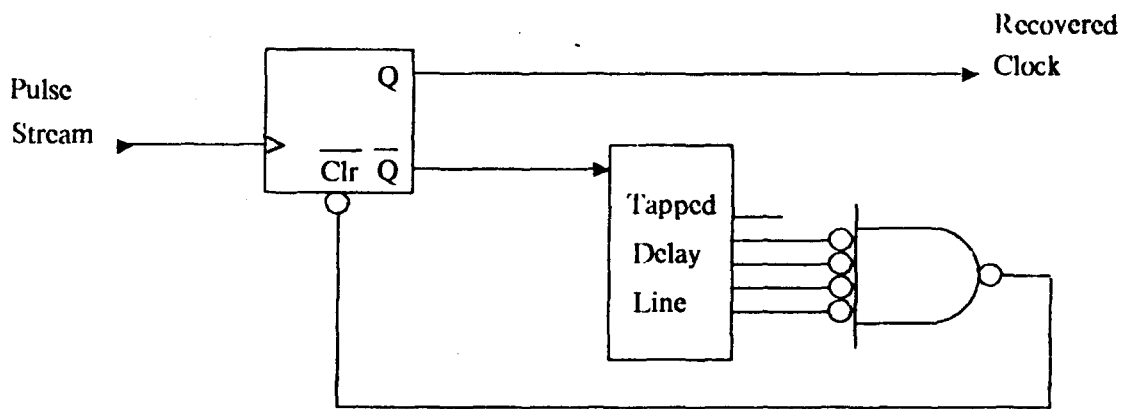 Recovered
Clock
Pulse
Stream
Q
Clr Q
Tapped
Delay
Line